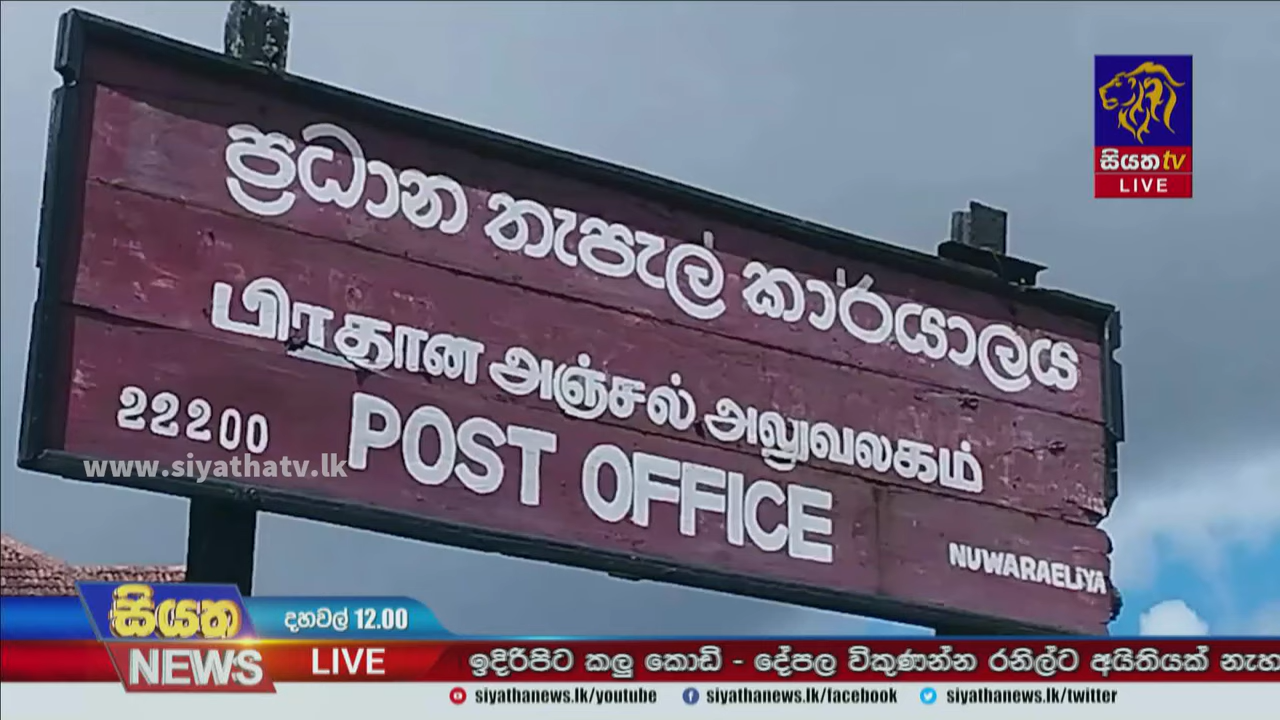 සියත tv
LIVE
ප්‍රධාන තැපැල් කාර්යාලය
பிரதான அஞ்சல் அலுவலகம்
22200
POST OFFICE
NUWARAELIYA
www.siyathatv.lk
සියත
NEWS
දහවල් 12.00
LIVE
ඉදිරිපිට කලු කොඩි - දේපල විකුණන්න රනිල්ට අයිතියක් නැහැ
siyathanews.lk/youtube
siyathanews.lk/facebook
siyathanews.lk/twitter